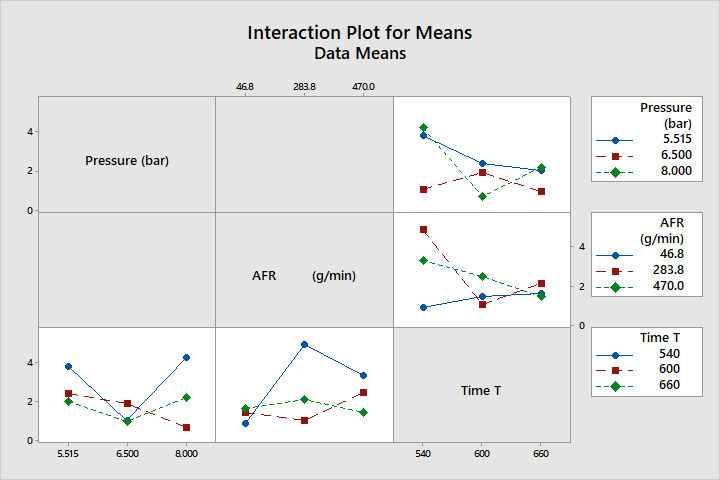 Interaction Plot for Means
Data Means
46.8 283.8 470.0
Pressure (bar)
4
2
0
Pressure
(bar)
5.515
6.500
8.000
AFR (g/min)
4
2
0
AFR
(g/min)
46.8
283.8
470.0
4
2
0
Time T
Time T
540
600
660
5.515 6.500 8.000
540 600 660